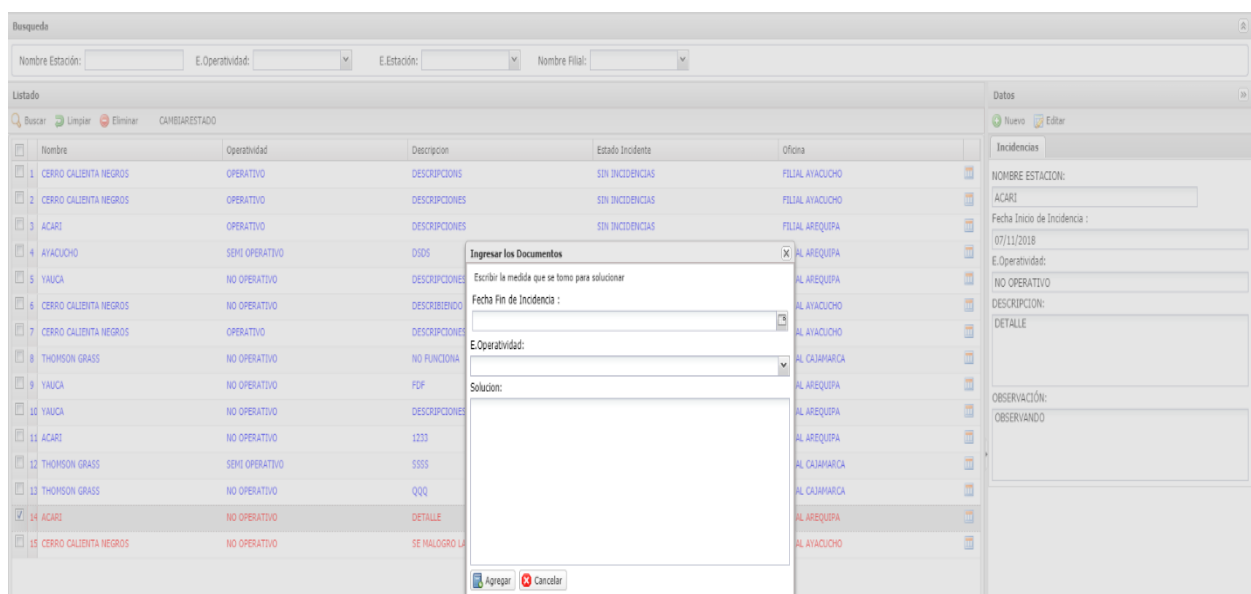 Busqueda
Nombre Estación: E.Operatividad: E.Estación: Nombre Filial:
Listado
Buscar Limpiar Eliminar CAMBIARESTADO
Nombre Operatividad Descripcion Estado Incidente Oficina
1 CERRO CALIENTA NEGROS OPERATIVO DESCRIPCIONS SIN INCIDENCIAS FILIAL AYACUCHO
2 CERRO CALIENTA NEGROS OPERATIVO DESCRIPCIONES SIN INCIDENCIAS FILIAL AYACUCHO
3 ACARI OPERATIVO DESCRIPCIONES SIN INCIDENCIAS FILIAL AREQUIPA
4 AYACUCHO SEMI OPERATIVO DSDS AL AREQUIPA
5 YAUCA NO OPERATIVO DESCRIPCIONES AL AREQUIPA
6 CERRO CALIENTA NEGROS NO OPERATIVO DESCRIBIENDO AL AYACUCHO
7 CERRO CALIENTA NEGROS OPERATIVO DESCRIPCIONES AL AYACUCHO
8 THOMSON GRASS NO OPERATIVO NO FUNCIONA AL CAJAMARCA
9 YAUCA NO OPERATIVO FDF AL AREQUIPA
10 YAUCA NO OPERATIVO DESCRIPCIONES AL AREQUIPA
11 ACARI NO OPERATIVO 1233 AL AREQUIPA
12 THOMSON GRASS SEMI OPERATIVO SSSS AL CAJAMARCA
13 THOMSON GRASS NO OPERATIVO QQQ AL CAJAMARCA
14 ACARI NO OPERATIVO DETALLE AL AREQUIPA
15 CERRO CALIENTA NEGROS NO OPERATIVO SE MALOGRO LA AL AYACUCHO
Ingresar los Documentos
Escribir la medida que se tomo para solucionar
Fecha Fin de Incidencia :
E.Operatividad:
Solucion:
Agregar Cancelar
Datos
Nuevo Editar
Incidencias
NOMBRE ESTACION:
ACARI
Fecha Inicio de Incidencia :
07/11/2018
E.Operatividad:
NO OPERATIVO
DESCRIPCION:
DETALLE
OBSERVACIÓN:
OBSERVANDO